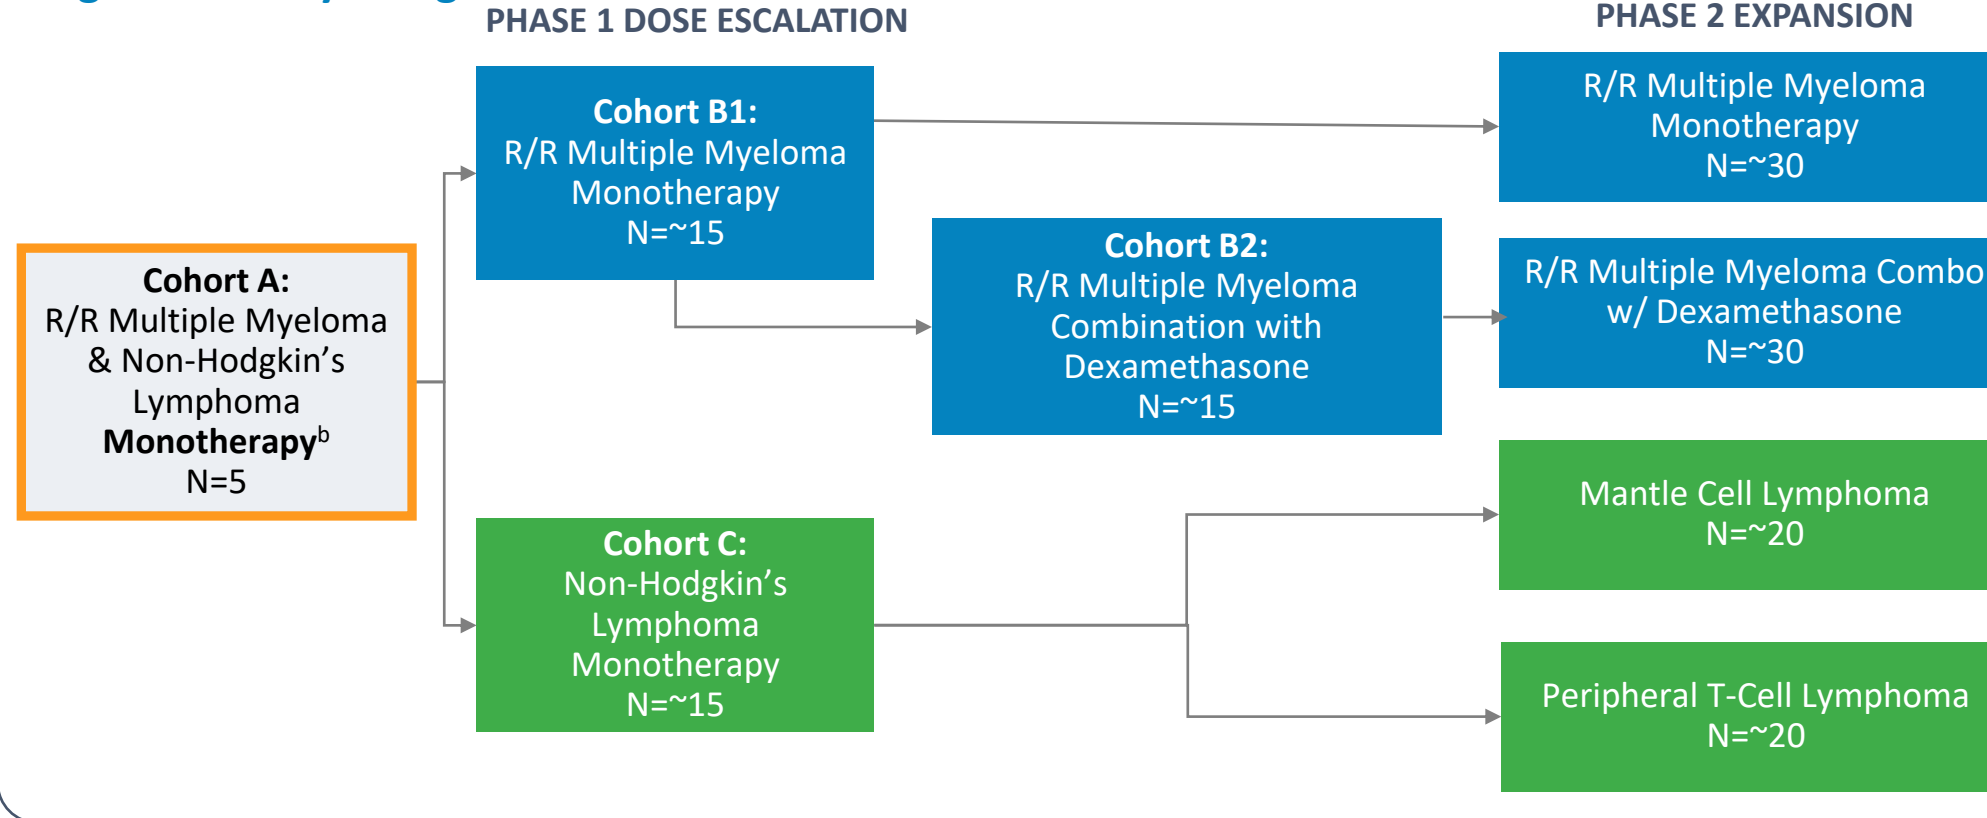 PHASE 1 DOSE ESCALATION
PHASE 2 EXPANSION
Cohort A:
R/R Multiple Myeloma
& Non-Hodgkin’s
Lymphoma
Monotherapyᵇ
N=5
Cohort B1:
R/R Multiple Myeloma
Monotherapy
N=~15
Cohort B2:
R/R Multiple Myeloma
Combination with
Dexamethasone
N=~15
Cohort C:
Non-Hodgkin’s
Lymphoma
Monotherapy
N=~15
R/R Multiple Myeloma
Monotherapy
N=~30
R/R Multiple Myeloma Combo
w/ Dexamethasone
N=~30
Mantle Cell Lymphoma
N=~20
Peripheral T-Cell Lymphoma
N=~20